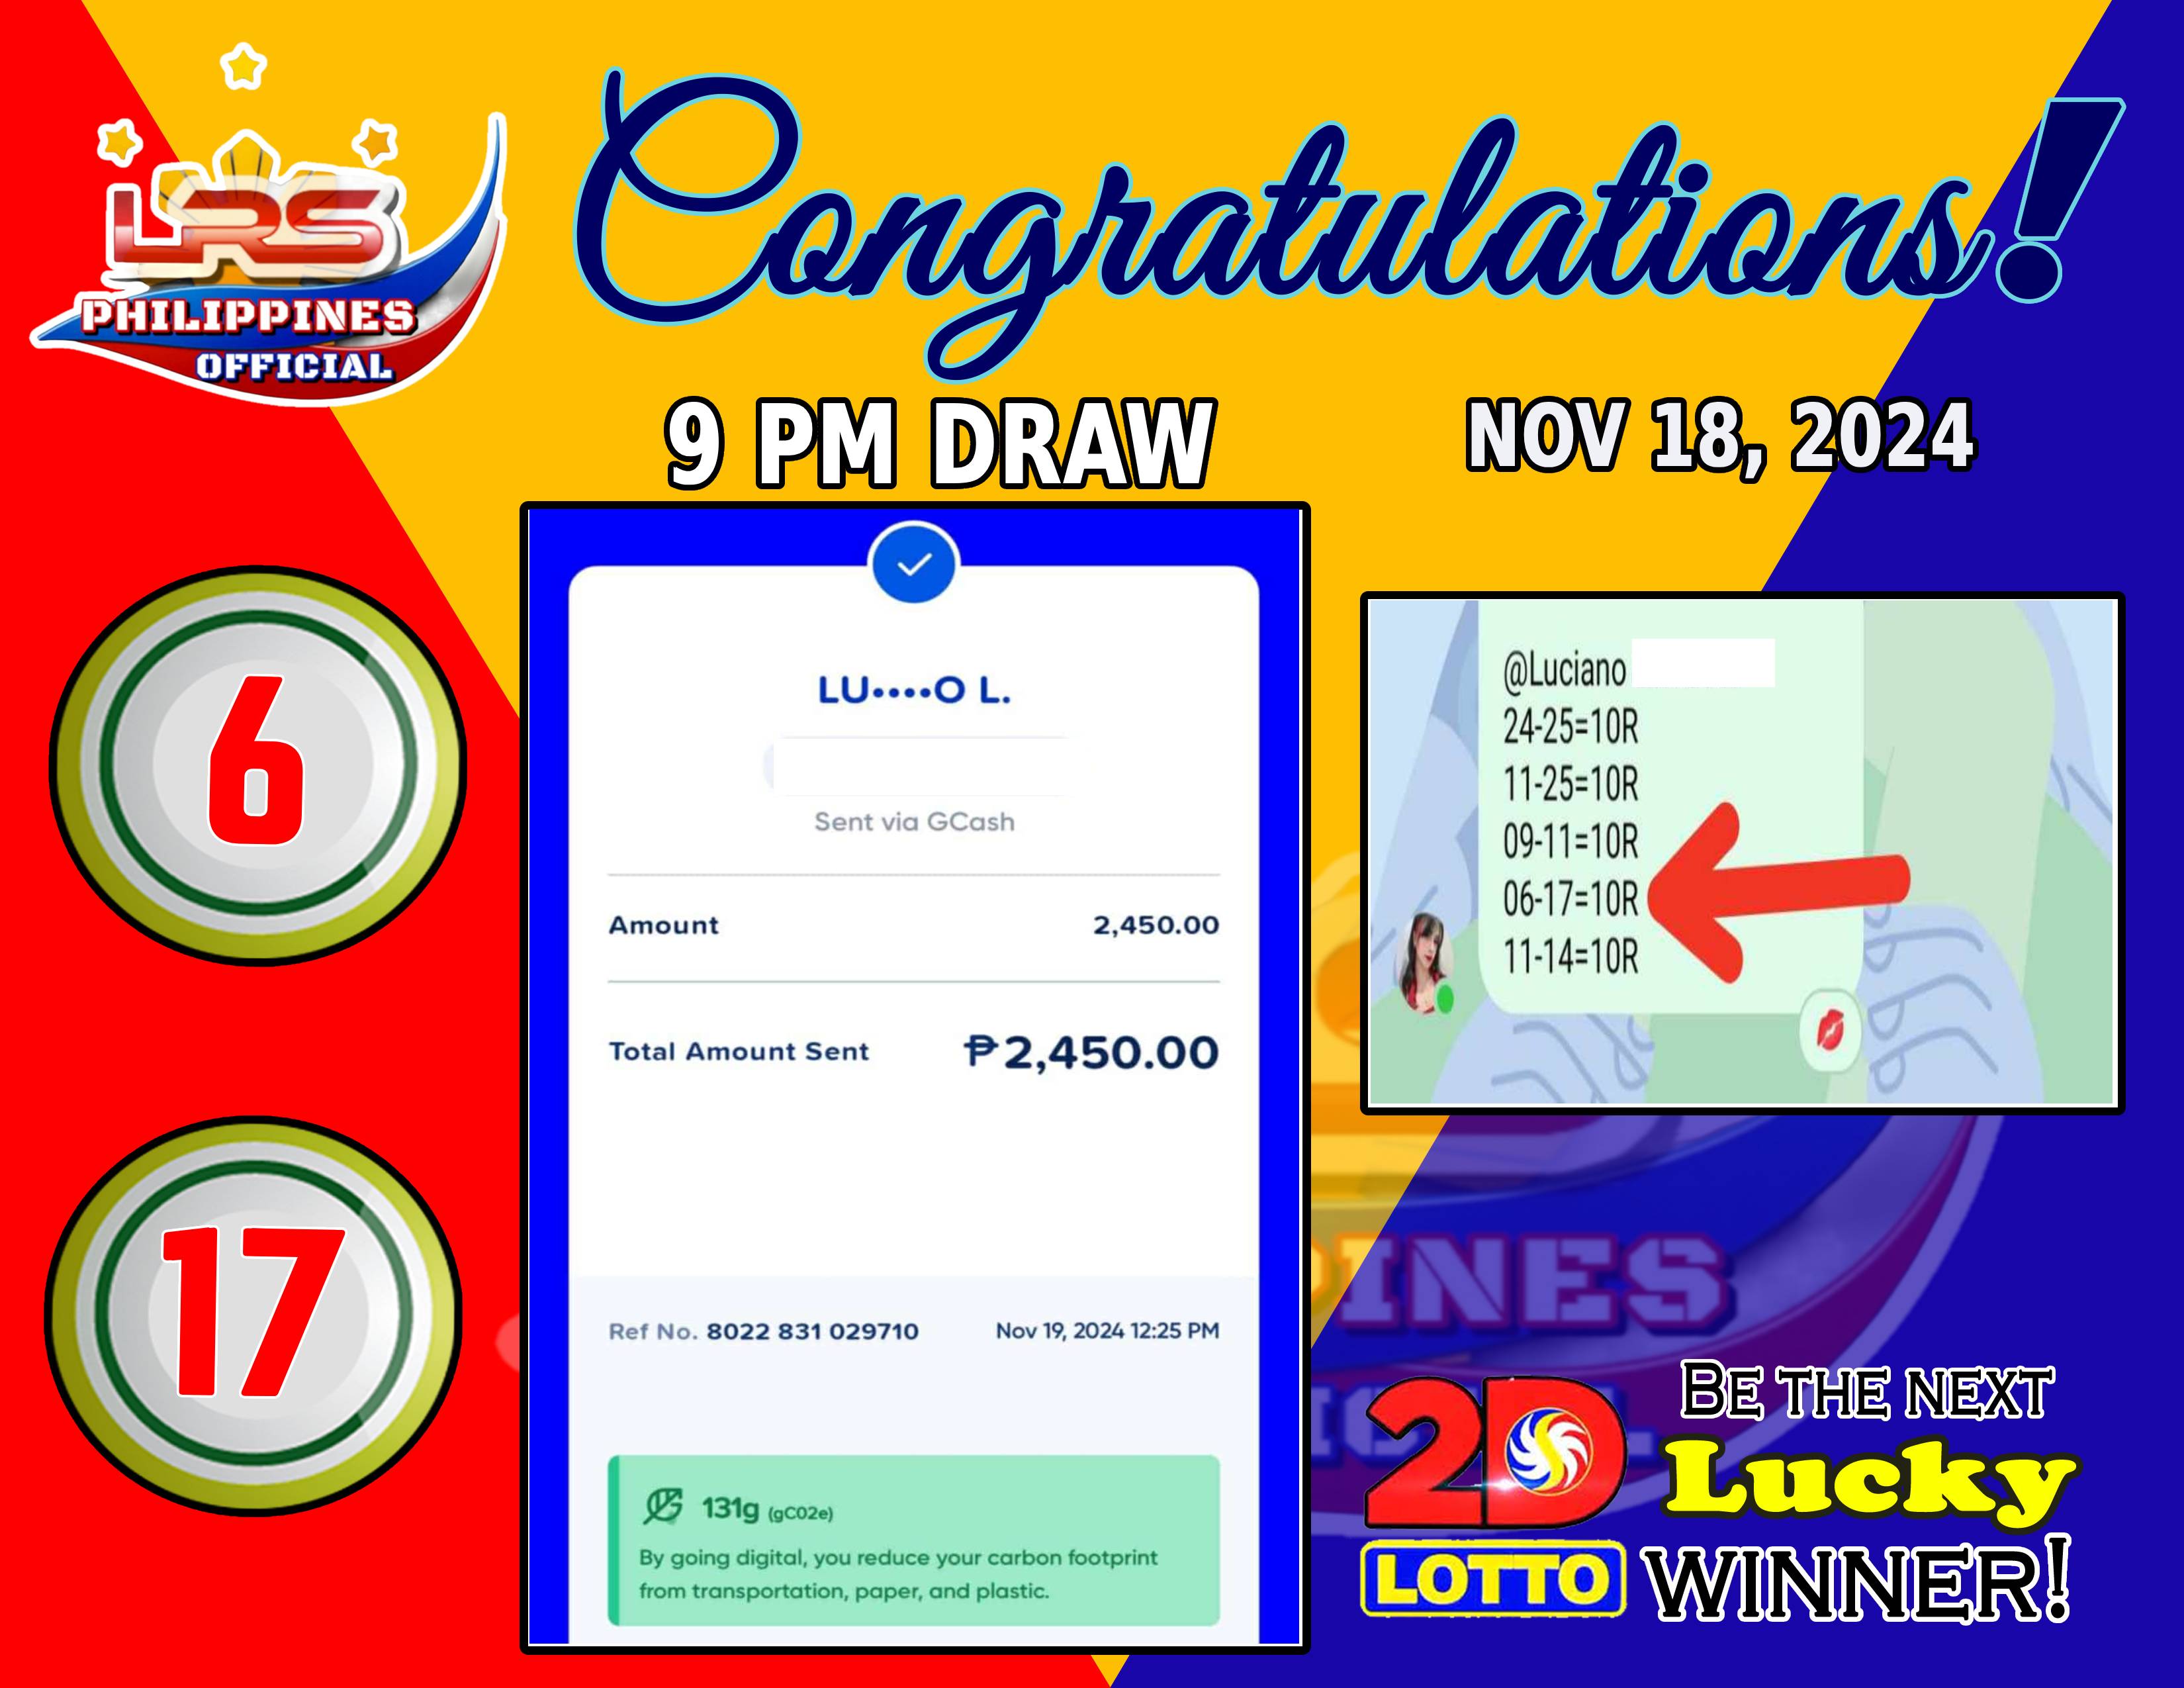 LRS
PHILIPPINES
OFFICIAL
Congratulations!
9 PM DRAW
NOV 18, 2024
6
17
LU••••O L.
Sent via GCash
Amount 2,450.00
Total Amount Sent ₱2,450.00
Ref No. 8022 831 029710 Nov 19, 2024 12:25 PM
131g (gCO2e)
By going digital, you reduce your carbon footprint
from transportation, paper, and plastic.
@Luciano
24-25=10R
11-25=10R
09-11=10R
06-17=10R
11-14=10R
PINES
2D
LOTTO
BE THE NEXT
Lucky
WINNER!